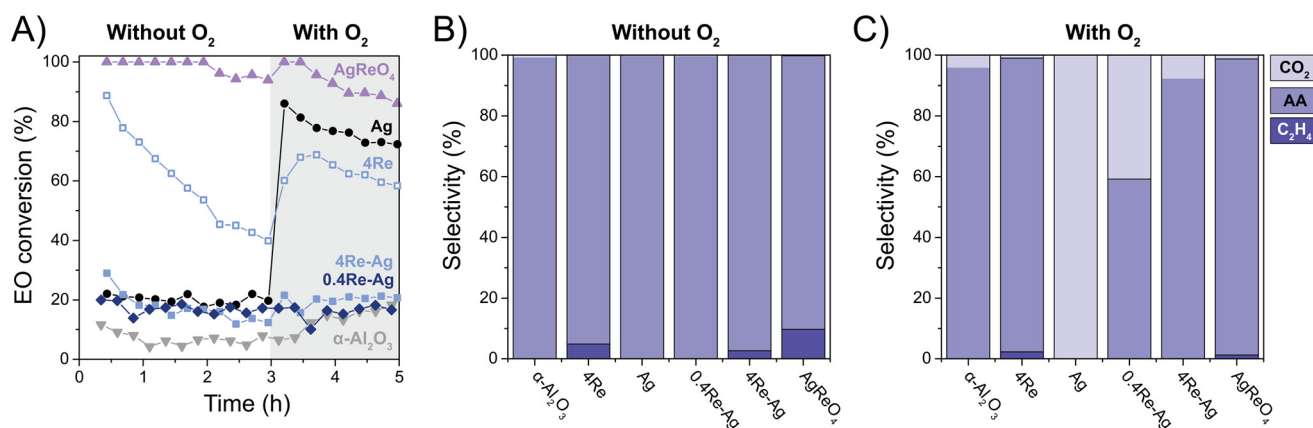 A)
Without O₂
With O₂
EO conversion (%)
100
80
60
40
20
0
AgReO₄
Ag
4Re
4Re-Ag
0.4Re-Ag
α-Al₂O₃
0
1
2
3
4
5
Time (h)
B)
Without O₂
Selectivity (%)
100
80
60
40
20
0
α-Al₂O₃
4Re
Ag
0.4Re-Ag
4Re-Ag
AgReO₄
C)
With O₂
Selectivity (%)
100
80
60
40
20
0
α-Al₂O₃
4Re
Ag
0.4Re-Ag
4Re-Ag
AgReO₄
CO₂
AA
C₂H₄